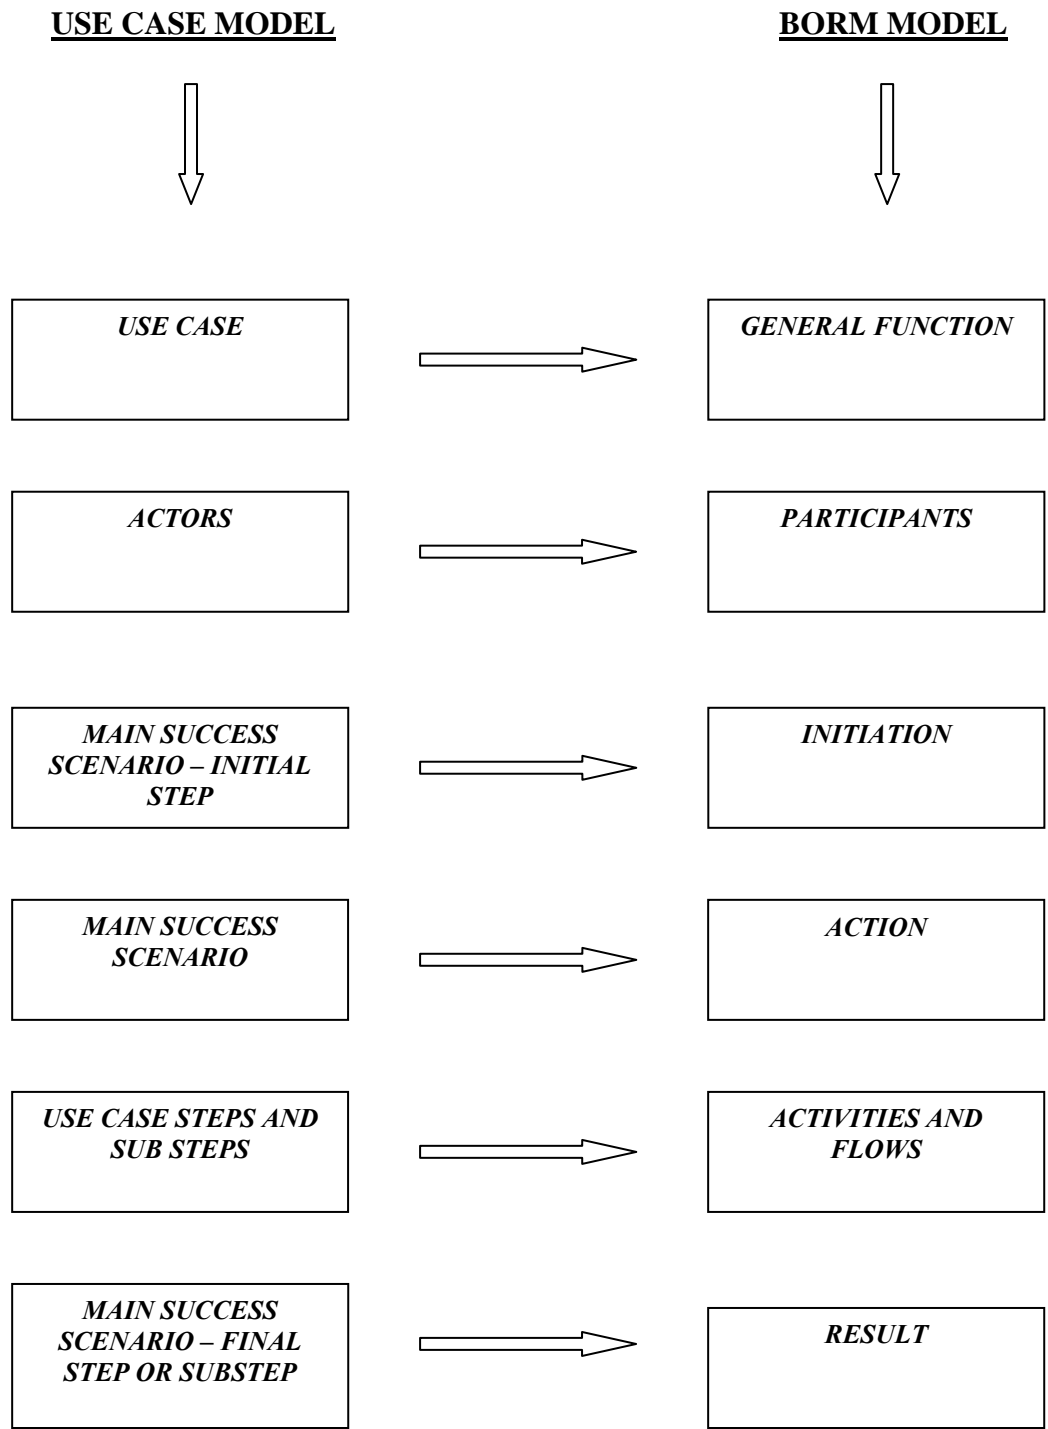 USE CASE MODEL
BORM MODEL
USE CASE
GENERAL FUNCTION
ACTORS
PARTICIPANTS
MAIN SUCCESS
SCENARIO – INITIAL
STEP
INITIATION
MAIN SUCCESS
SCENARIO
ACTION
USE CASE STEPS AND
SUB STEPS
ACTIVITIES AND
FLOWS
MAIN SUCCESS
SCENARIO – FINAL
STEP OR SUBSTEP
RESULT